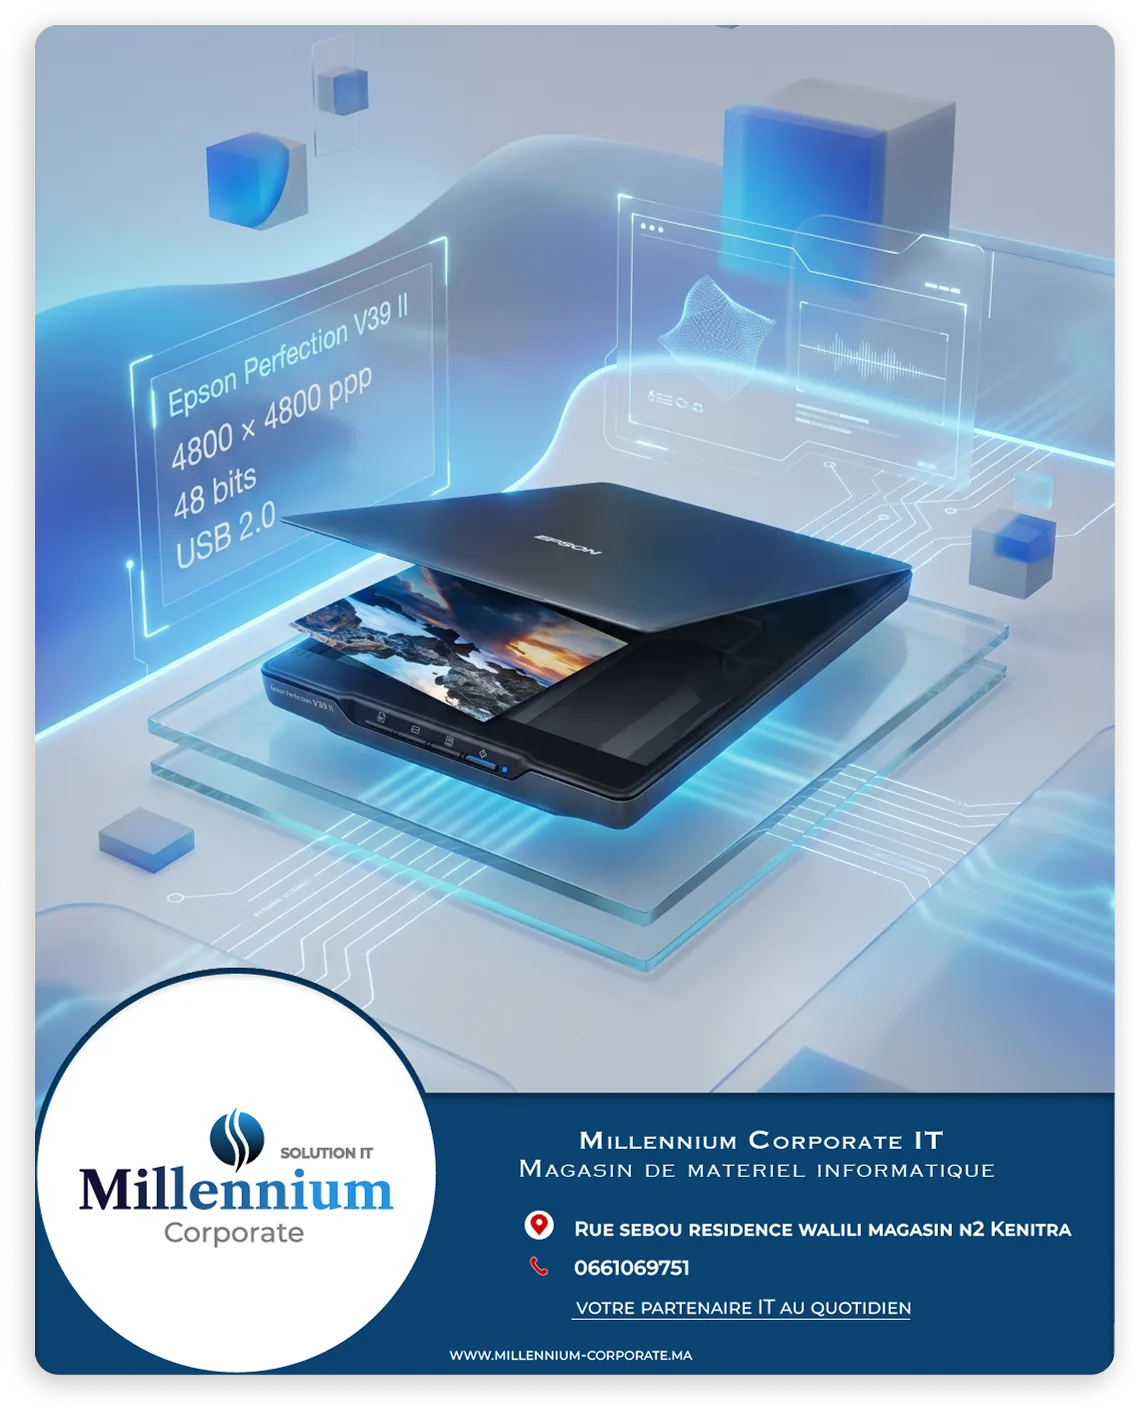 Epson Perfection V39 II
4800 × 4800 ppp
48 bits
USB 2.0
EPSON
Epson Perfection V39 II
SOLUTION IT
Millennium
Corporate
Millennium Corporate IT
Magasin de materiel informatique
Rue sebou residence walili magasin n2 Kenitra
0661069751
votre partenaire IT au quotidien
www.millennium-corporate.ma